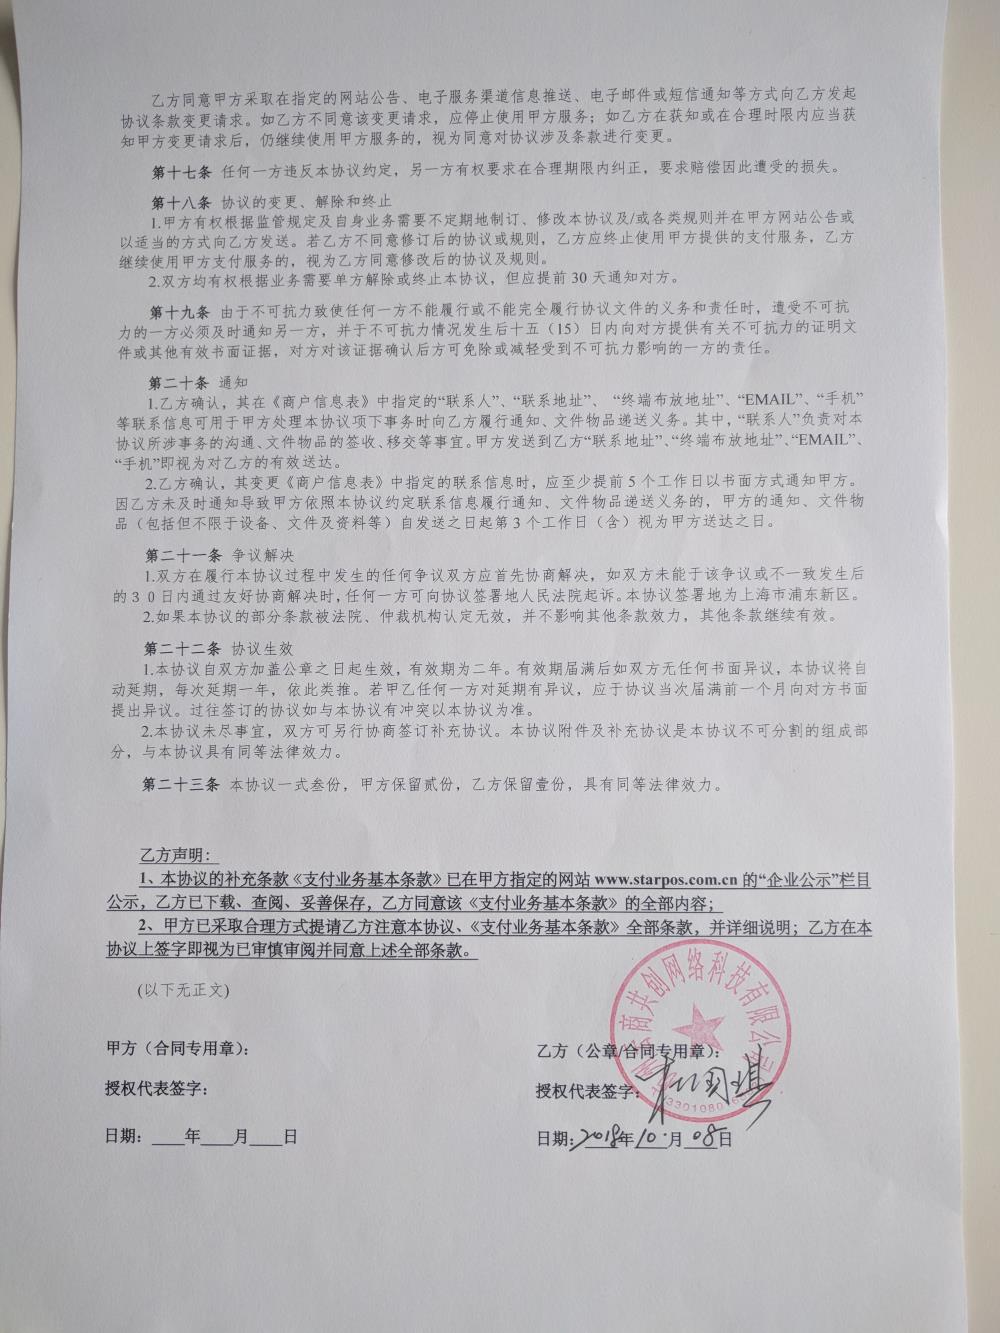 乙方同意甲方采取在指定的网站公告、电子服务渠道信息推送、电子邮件或短信通知等方式向乙方发起
协议条款变更请求。如乙方不同意该变更请求，应停止使用甲方服务；如乙方在获知或在合理时限内应当获
知甲方变更请求后，仍继续使用甲方服务的，视为同意对协议涉及条款进行变更。
第十七条 任何一方违反本协议约定，另一方有权要求在合理期限内纠正，要求赔偿因此遭受的损失。
第十八条 协议的变更、解除和终止
1.甲方有权根据监管规定及自身业务需要不定期地制订、修改本协议及/或各类规则并在甲方网站公告或
以适当的方式向乙方发送。若乙方不同意修订后的协议或规则，乙方应终止使用甲方提供的支付服务，乙方
继续使用甲方支付服务的，视为乙方同意修改后的协议及规则。
2.双方均有权根据业务需要单方解除或终止本协议，但应提前 30 天通知对方。
第十九条 由于不可抗力致使任何一方不能履行或不能完全履行协议文件的义务和责任时，遭受不可抗
力的一方必须及时通知另一方，并于不可抗力情况发生后十五（15）日内向对方提供有关不可抗力的证明文
件或其他有效书面证据，对方对该证据确认后方可免除或减轻受到不可抗力影响的一方的责任。
第二十条 通知
1.乙方确认，其在《商户信息表》中指定的“联系人”、“联系地址”、 “终端布放地址”、“EMAIL”、“手机”
等联系信息可用于甲方处理本协议项下事务时向乙方履行通知、文件物品递送义务。其中，“联系人”负责对本
协议所涉事务的沟通、文件物品的签收、移交等事宜。甲方发送到乙方“联系地址”、“终端布放地址”、“EMAIL”、
“手机”即视为对乙方的有效送达。
2.乙方确认，其变更《商户信息表》中指定的联系信息时，应至少提前 5 个工作日以书面方式通知甲方。
因乙方未及时通知导致甲方依照本协议约定联系信息履行通知、文件物品递送义务的，甲方的通知、文件物
品（包括但不限于设备、文件及资料等）自发送之日起第 3 个工作日（含）视为甲方送达之日。
第二十一条 争议解决
1.双方在履行本协议过程中发生的任何争议双方应首先协商解决，如双方未能于该争议或不一致发生后
的３０日内通过友好协商解决时，任何一方可向协议签署地人民法院起诉。本协议签署地为上海市浦东新区。
2.如果本协议的部分条款被法院、仲裁机构认定无效，并不影响其他条款效力，其他条款继续有效。
第二十二条 协议生效
1.本协议自双方加盖公章之日起生效，有效期为二年。有效期届满后如双方无任何书面异议，本协议将自
动延期，每次延期一年，依此类推。若甲乙任何一方对延期有异议，应于协议当次届满前一个月向对方书面
提出异议。过往签订的协议如与本协议有冲突以本协议为准。
2.本协议未尽事宜，双方可另行协商签订补充协议。本协议附件及补充协议是本协议不可分割的组成部
分，与本协议具有同等法律效力。
第二十三条 本协议一式叁份，甲方保留贰份，乙方保留壹份，具有同等法律效力。
乙方声明：
1、本协议的补充条款《支付业务基本条款》已在甲方指定的网站 www.starpos.com.cn 的“企业公示”栏目
公示，乙方已下载、查阅、妥善保存，乙方同意该《支付业务基本条款》的全部内容；
2、甲方已采取合理方式提请乙方注意本协议、《支付业务基本条款》全部条款，并详细说明；乙方在本
协议上签字即视为已审慎审阅并同意上述全部条款。
(以下无正文)
商共创网络科技有限公司
甲方（合同专用章）：
乙方（公章/合同专用章）：
授权代表签字：
授权代表签字：
日期：____年____月____日
日期：2018年10.月08日